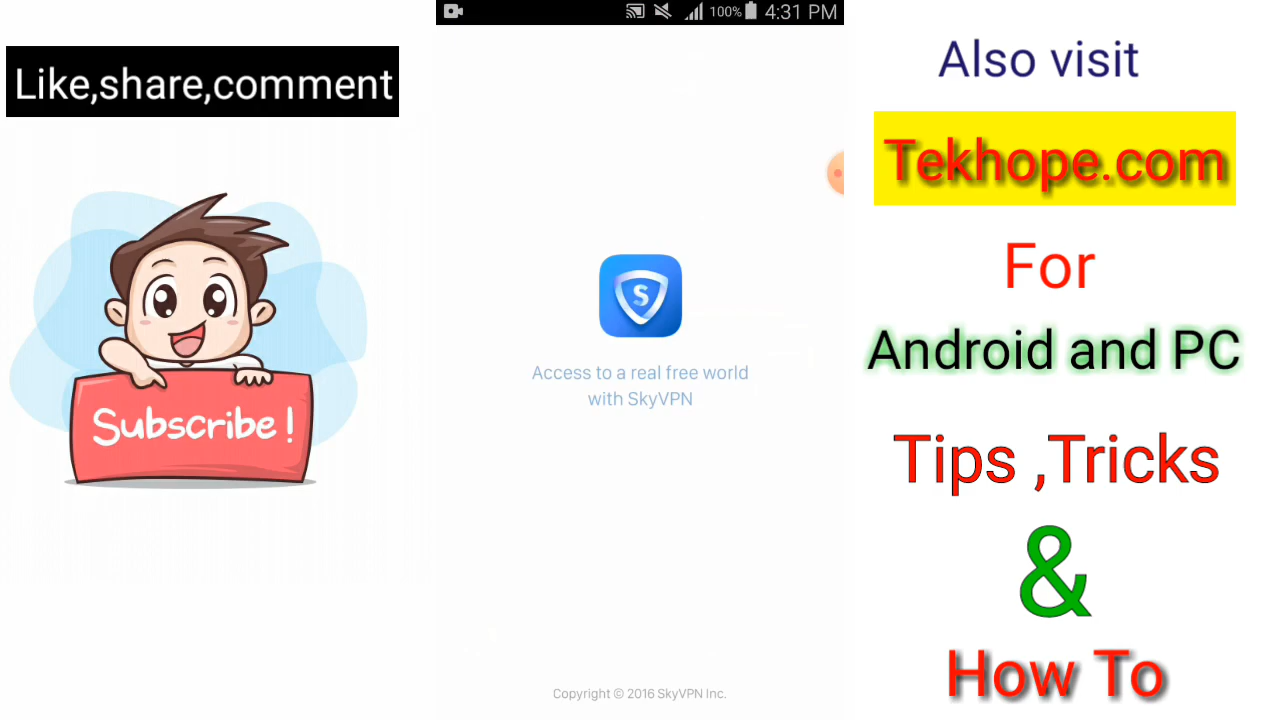 Like,share,comment
Subscribe !
100% 4:31 PM
S
Access to a real free world
with SkyVPN
Copyright © 2016 SkyVPN Inc.
Also visit
Tekhope.com
For
Android and PC
Tips ,Tricks
&
How To